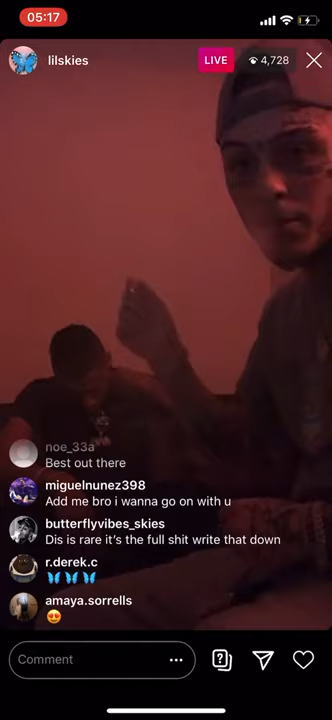 05:17
lilskies
LIVE
4,728
noe_33a
Best out there
miguelnunez398
Add me bro i wanna go on with u
butterflyvibes_skies
Dis is rare it’s the full shit write that down
r.derek.c
🦋🦋🦋
amaya.sorrells
😍
Comment